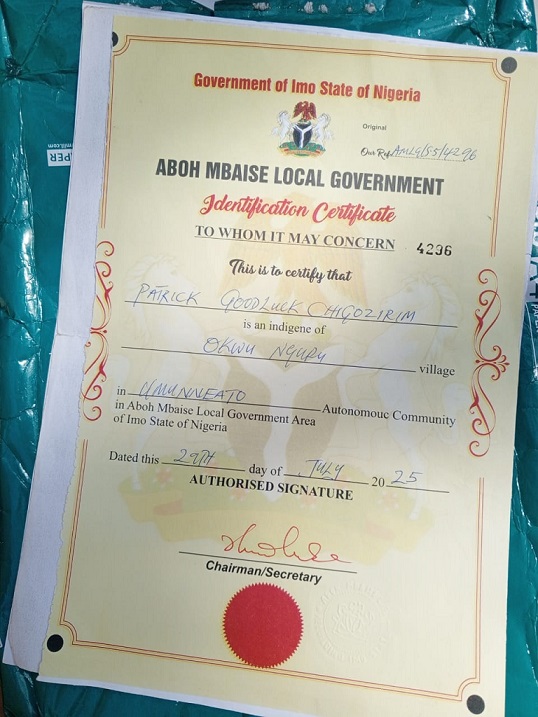 Government of Imo State of Nigeria
Original
Our Ref: AMLG/S5/4296
ABOH MBAISE LOCAL GOVERNMENT
Identification Certificate
TO WHOM IT MAY CONCERN 4296
This is to certify that
PATRICK GOODLUCK CHIGOZIRIM
is an indigene of
OKWU NGURU village
in UMUNNEATO Autonomouc Community
in Aboh Mbaise Local Government Area
of Imo State of Nigeria
Dated this 29TH day of JULY 2025
AUTHORISED SIGNATURE
Chairman/Secretary